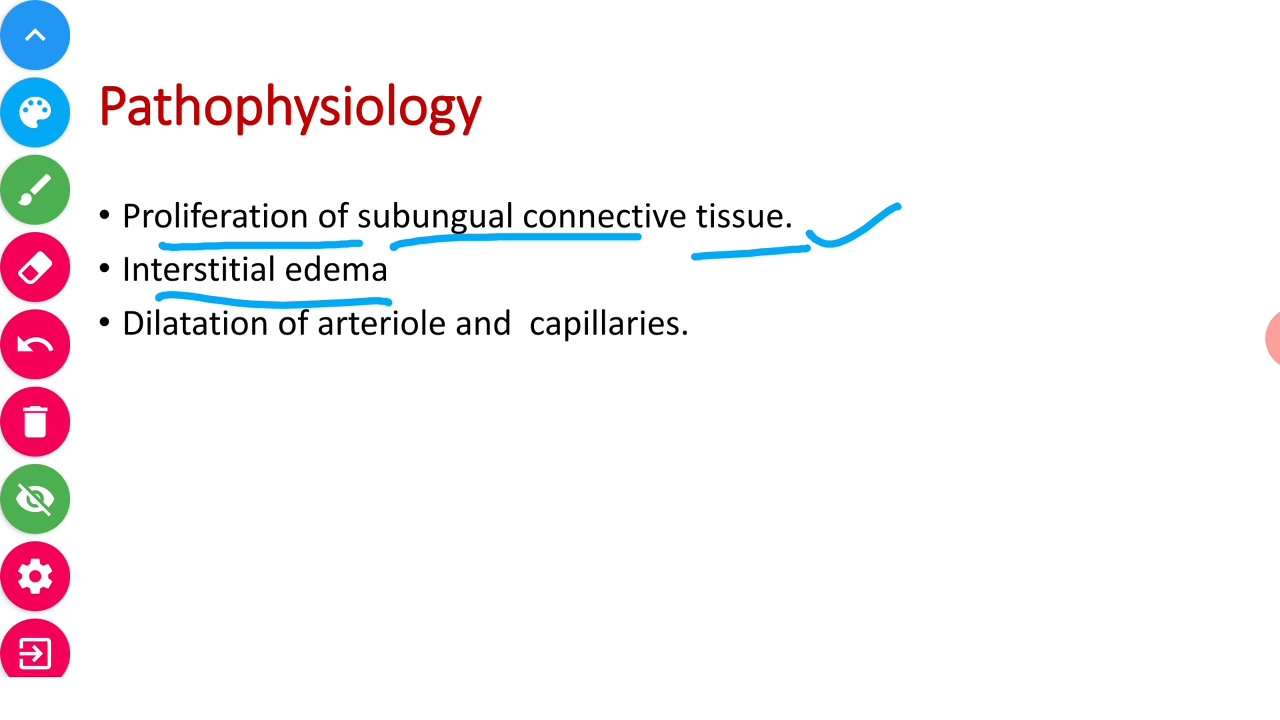 Pathophysiology
• Proliferation of subungual connective tissue.
• Interstitial edema
• Dilatation of arteriole and  capillaries.